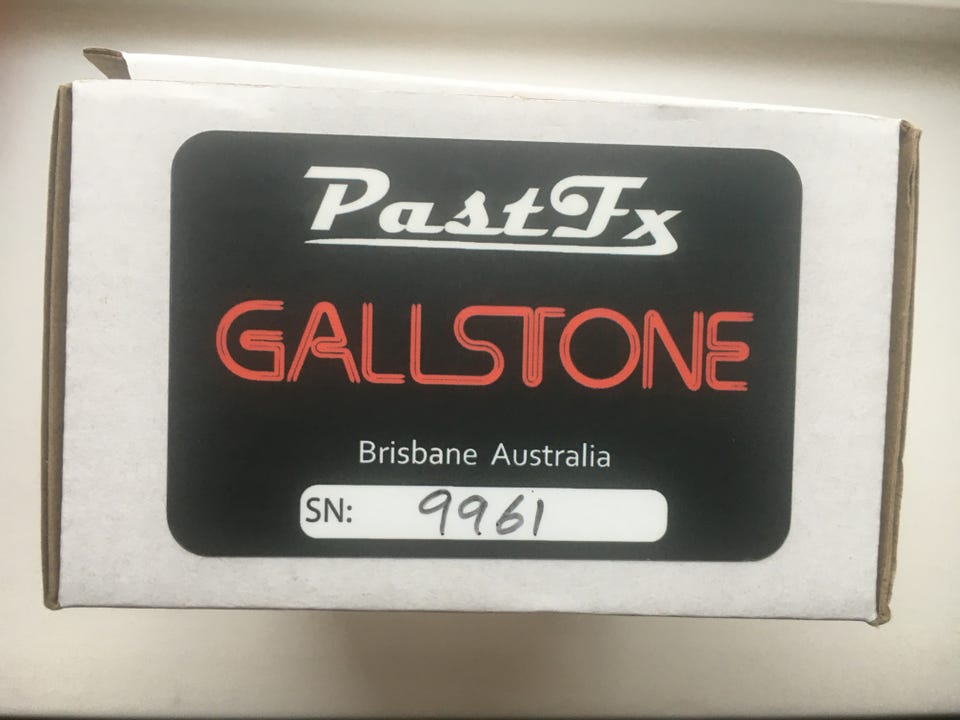 PastFx
GALLSTONE
Brisbane Australia
SN: 9961